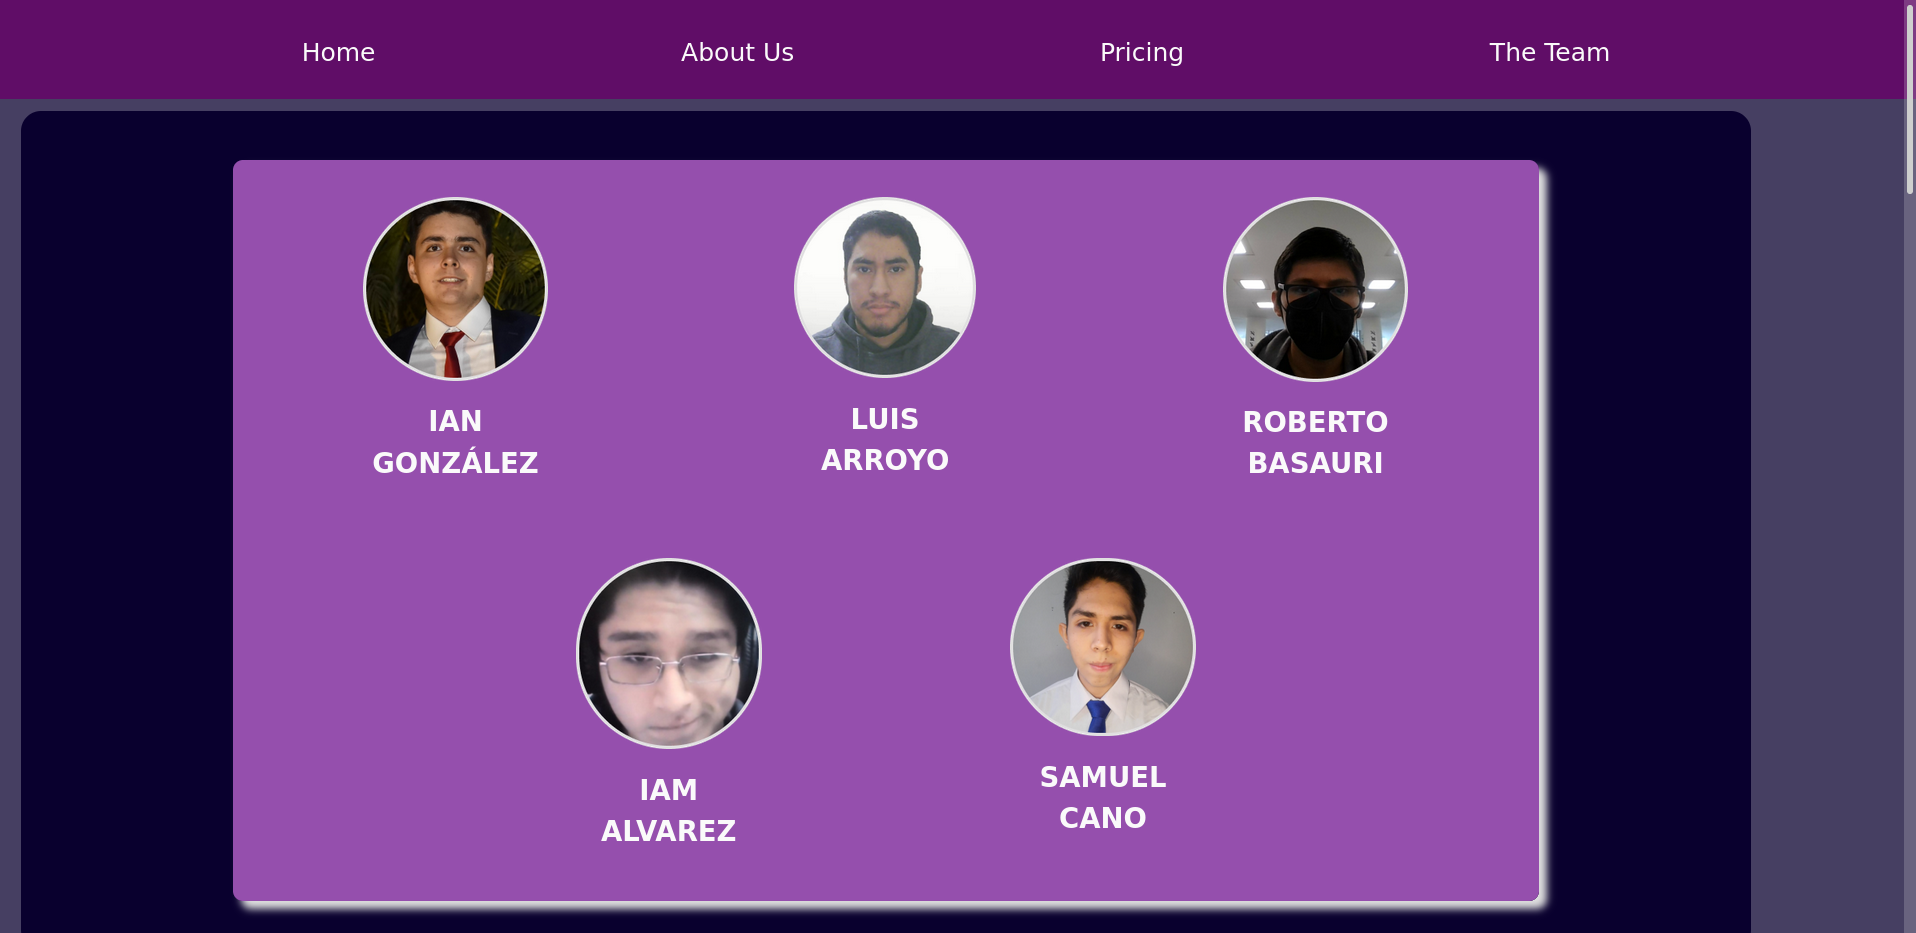 Home About Us Pricing The Team
IAN
GONZÁLEZ
LUIS
ARROYO
ROBERTO
BASAURI
IAM
ALVAREZ
SAMUEL
CANO